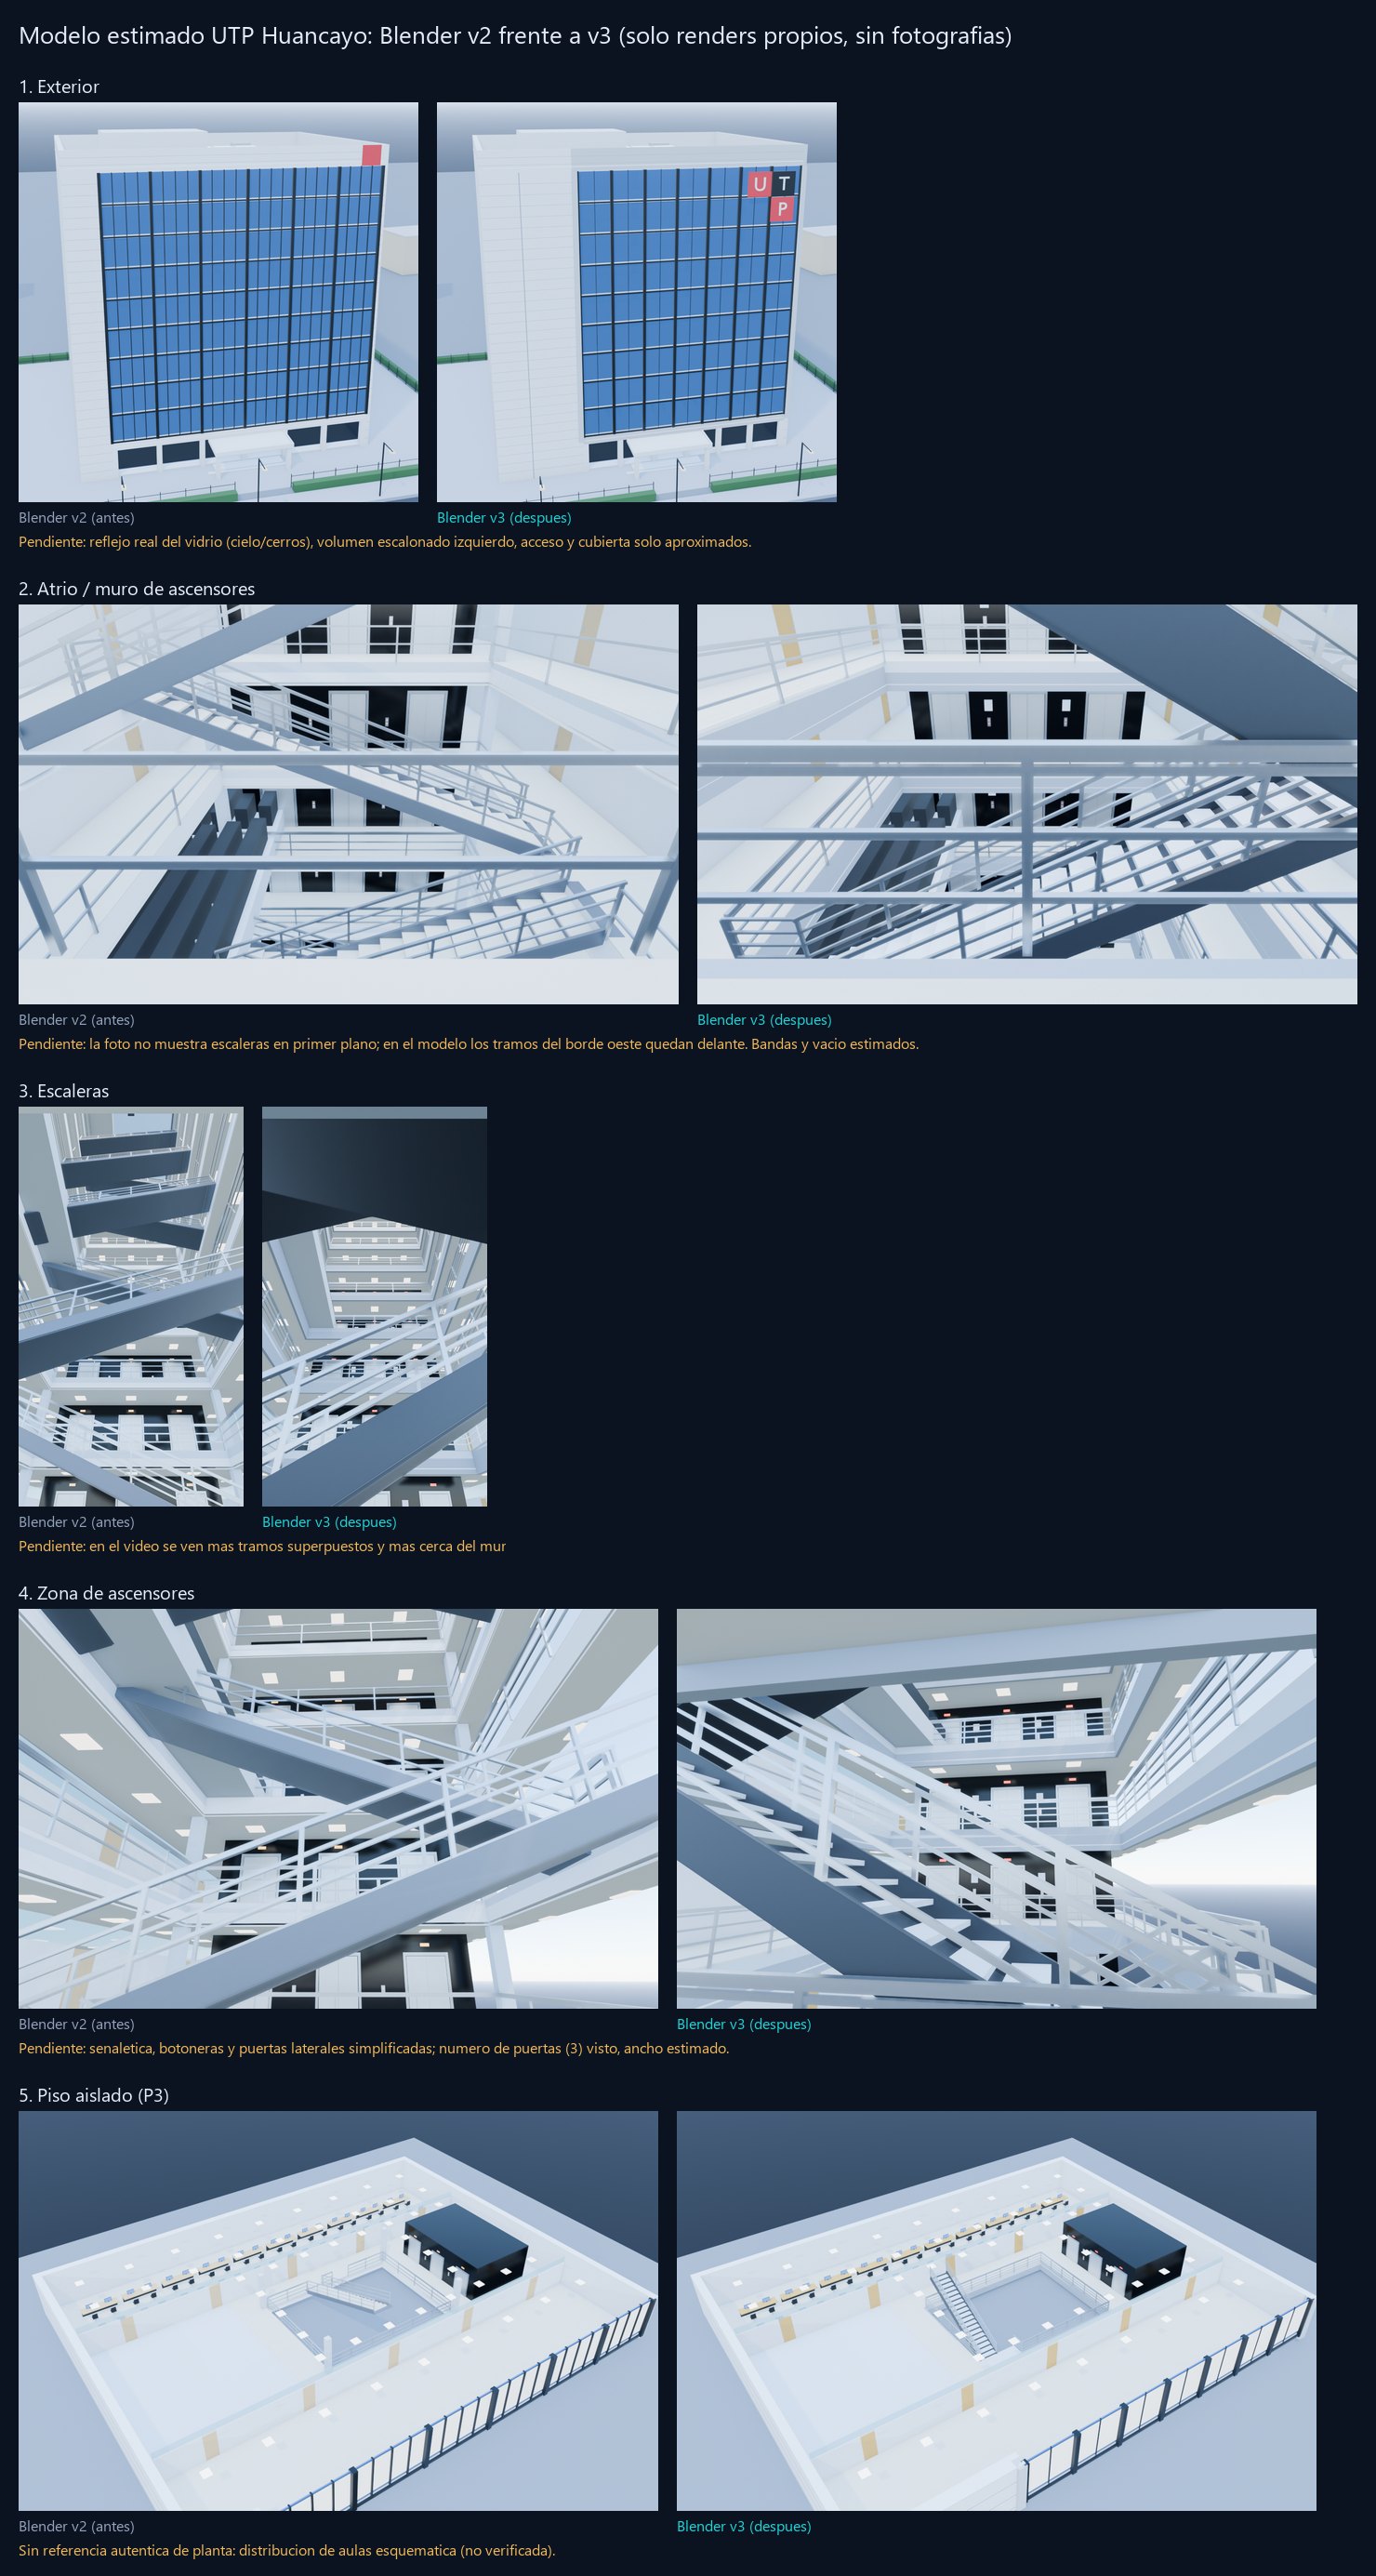 Modelo estimado UTP Huancayo: Blender v2 frente a v3 (solo renders propios, sin fotografias)
1. Exterior
U T
P
Blender v2 (antes)
Blender v3 (despues)
Pendiente: reflejo real del vidrio (cielo/cerros), volumen escalonado izquierdo, acceso y cubierta solo aproximados.
2. Atrio / muro de ascensores
Blender v2 (antes)
Blender v3 (despues)
Pendiente: la foto no muestra escaleras en primer plano; en el modelo los tramos del borde oeste quedan delante. Bandas y vacio estimados.
3. Escaleras
Blender v2 (antes)
Blender v3 (despues)
Pendiente: en el video se ven mas tramos superpuestos y mas cerca del mur
4. Zona de ascensores
Blender v2 (antes)
Blender v3 (despues)
Pendiente: senaletica, botoneras y puertas laterales simplificadas; numero de puertas (3) visto, ancho estimado.
5. Piso aislado (P3)
Blender v2 (antes)
Blender v3 (despues)
Sin referencia autentica de planta: distribucion de aulas esquematica (no verificada).